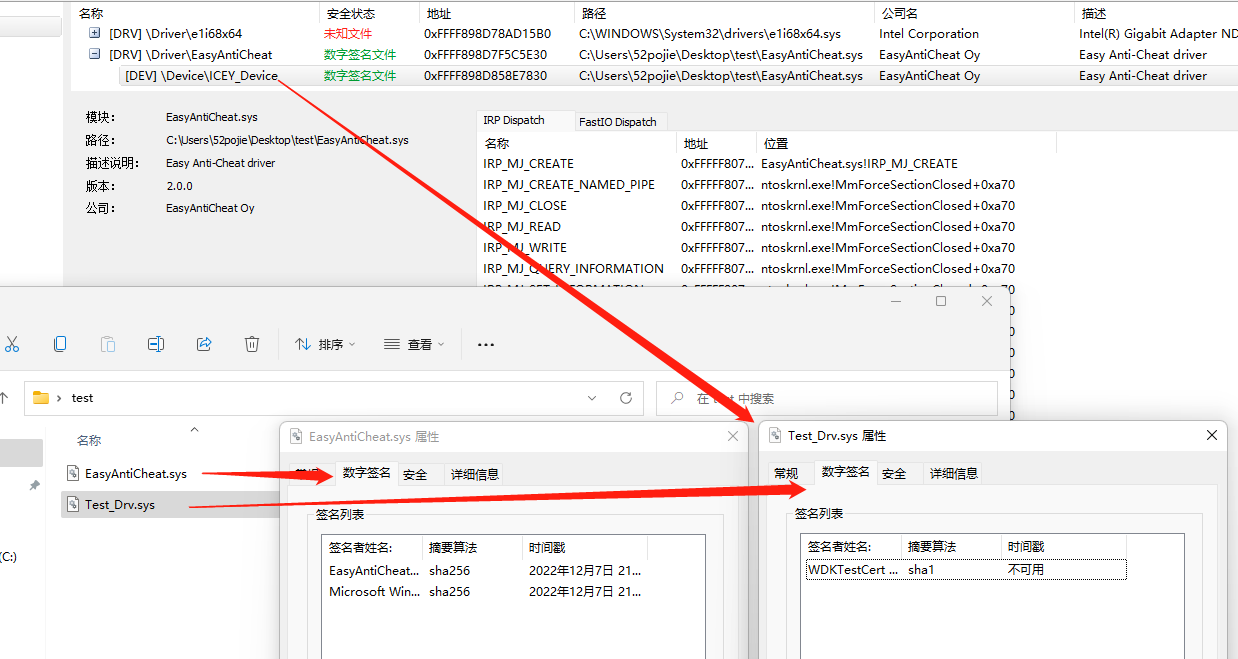 名称 安全状态 地址 路径 公司名 描述
[DRV] \Driver\e1i68x64 未知文件 0xFFFF898D78AD15B0 C:\WINDOWS\System32\drivers\e1i68x64.sys Intel Corporation Intel(R) Gigabit Adapter ND
[DRV] \Driver\EasyAntiCheat 数字签名文件 0xFFFF898D7F5C5E30 C:\Users\52pojie\Desktop\test\EasyAntiCheat.sys EasyAntiCheat Oy Easy Anti-Cheat driver
[DEV] \Device\ICEY_Device 数字签名文件 0xFFFF898D858E7830 C:\Users\52pojie\Desktop\test\EasyAntiCheat.sys EasyAntiCheat Oy Easy Anti-Cheat driver
模块: EasyAntiCheat.sys
路径: C:\Users\52pojie\Desktop\test\EasyAntiCheat.sys
描述说明: Easy Anti-Cheat driver
版本: 2.0.0
公司: EasyAntiCheat Oy
IRP Dispatch FastIO Dispatch
名称 地址 位置
IRP_MJ_CREATE 0xFFFFF807... EasyAntiCheat.sys!IRP_MJ_CREATE
IRP_MJ_CREATE_NAMED_PIPE 0xFFFFF807... ntoskrnl.exe!MmForceSectionClosed+0xa70
IRP_MJ_CLOSE 0xFFFFF807... ntoskrnl.exe!MmForceSectionClosed+0xa70
IRP_MJ_READ 0xFFFFF807... ntoskrnl.exe!MmForceSectionClosed+0xa70
IRP_MJ_WRITE 0xFFFFF807... ntoskrnl.exe!MmForceSectionClosed+0xa70
IRP_MJ_QUERY_INFORMATION 0xFFFFF807... ntoskrnl.exe!MmForceSectionClosed+0xa70
排序 查看 ...
test
在 中搜索
名称
EasyAntiCheat.sys
Test_Drv.sys
(C:)
EasyAntiCheat.sys 属性
常规 数字签名 安全 详细信息
签名列表
签名者姓名: 摘要算法 时间戳
EasyAntiCheat... sha256 2022年12月7日 21...
Microsoft Win... sha256 2022年12月7日 21...
Test_Drv.sys 属性
常规 数字签名 安全 详细信息
签名列表
签名者姓名: 摘要算法 时间戳
WDKTestCert ... sha1 不可用